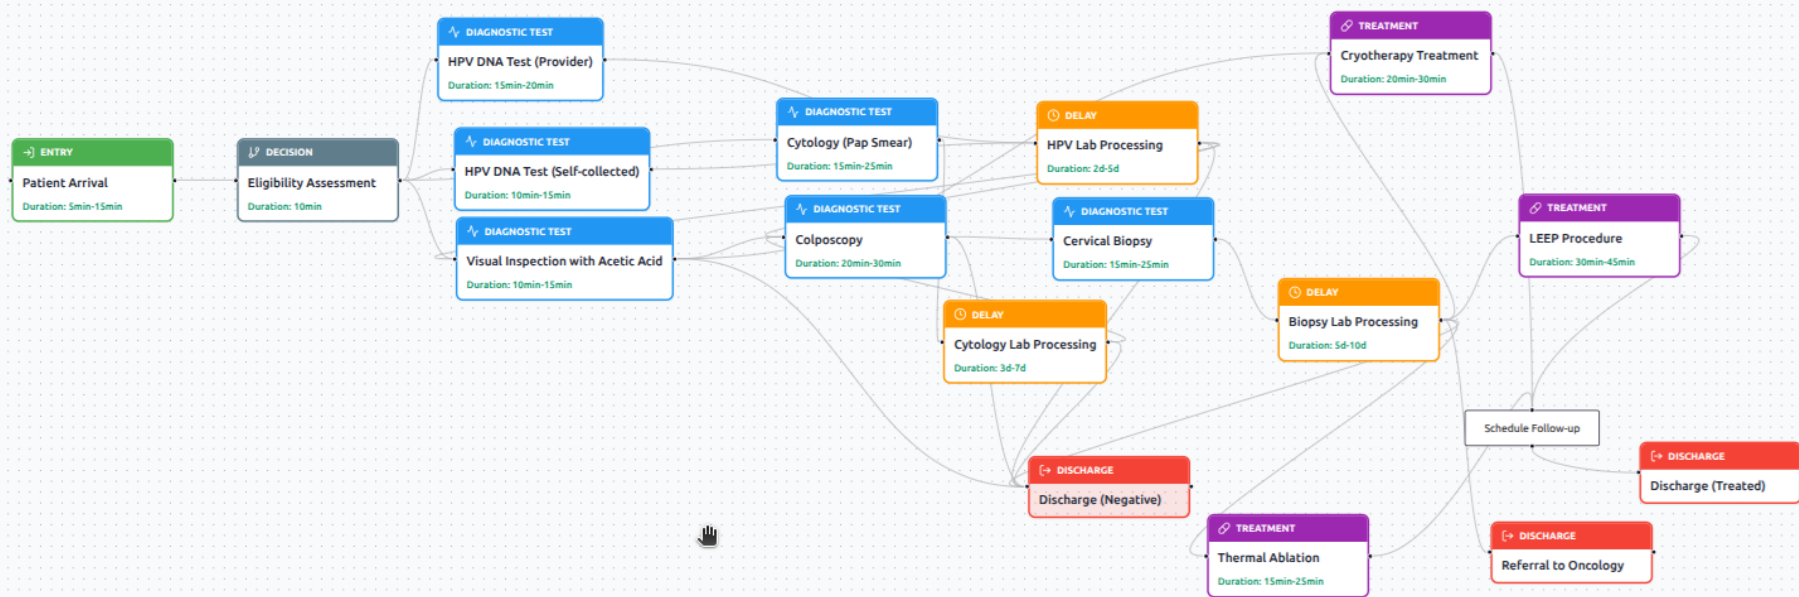 ENTRY
Patient Arrival
Duration: 5min-15min
DECISION
Eligibility Assessment
Duration: 10min
DIAGNOSTIC TEST
HPV DNA Test (Provider)
Duration: 15min-20min
DIAGNOSTIC TEST
HPV DNA Test (Self-collected)
Duration: 10min-15min
DIAGNOSTIC TEST
Visual Inspection with Acetic Acid
Duration: 10min-15min
DIAGNOSTIC TEST
Cytology (Pap Smear)
Duration: 15min-25min
DIAGNOSTIC TEST
Colposcopy
Duration: 20min-30min
DELAY
Cytology Lab Processing
Duration: 3d-7d
DELAY
HPV Lab Processing
Duration: 2d-5d
DIAGNOSTIC TEST
Cervical Biopsy
Duration: 15min-25min
DISCHARGE
Discharge (Negative)
DELAY
Biopsy Lab Processing
Duration: 5d-10d
TREATMENT
Thermal Ablation
Duration: 15min-25min
TREATMENT
Cryotherapy Treatment
Duration: 20min-30min
TREATMENT
LEEP Procedure
Duration: 30min-45min
Schedule Follow-up
DISCHARGE
Discharge (Treated)
DISCHARGE
Referral to Oncology